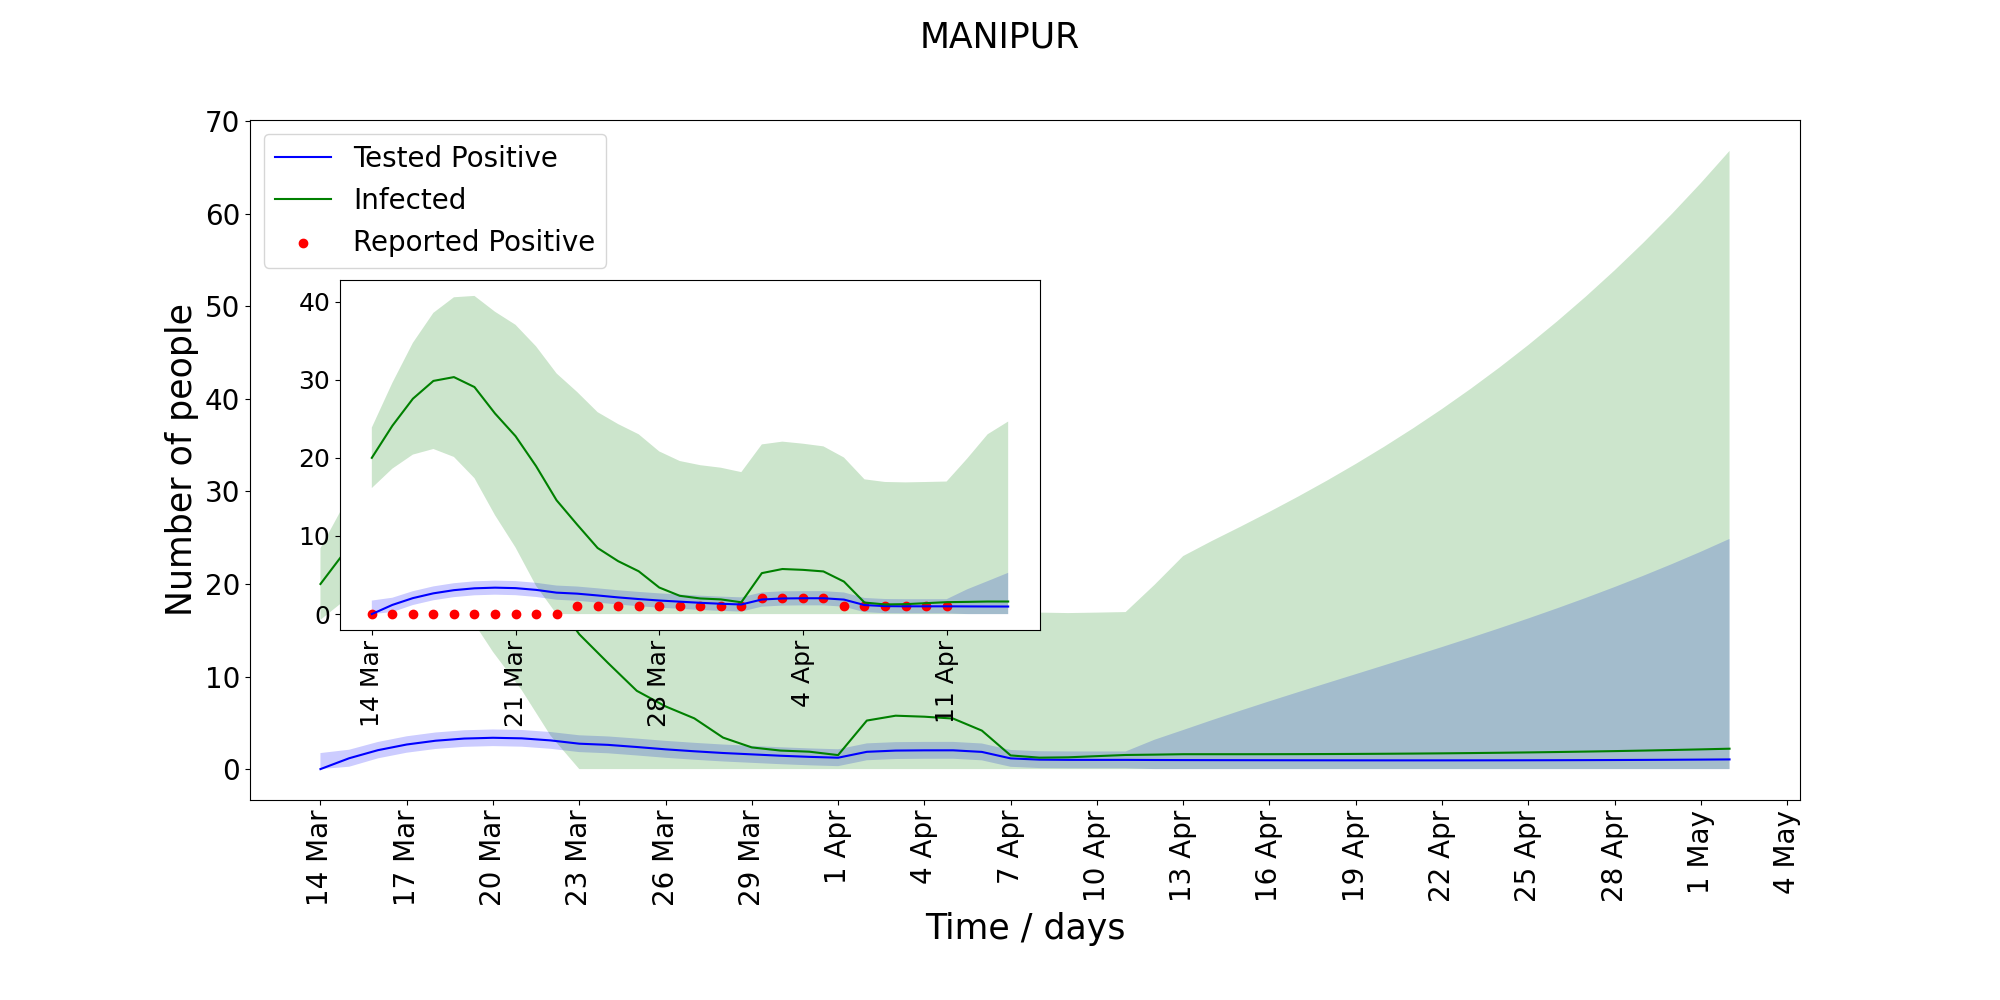 MANIPUR
Tested Positive
Infected
Reported Positive
Number of people
70
60
50
40
30
20
10
0
40
30
20
10
0
14 Mar
21 Mar
28 Mar
4 Apr
11 Apr
14 Mar
17 Mar
20 Mar
23 Mar
26 Mar
29 Mar
1 Apr
4 Apr
7 Apr
10 Apr
13 Apr
16 Apr
19 Apr
22 Apr
25 Apr
28 Apr
1 May
4 May
Time / days